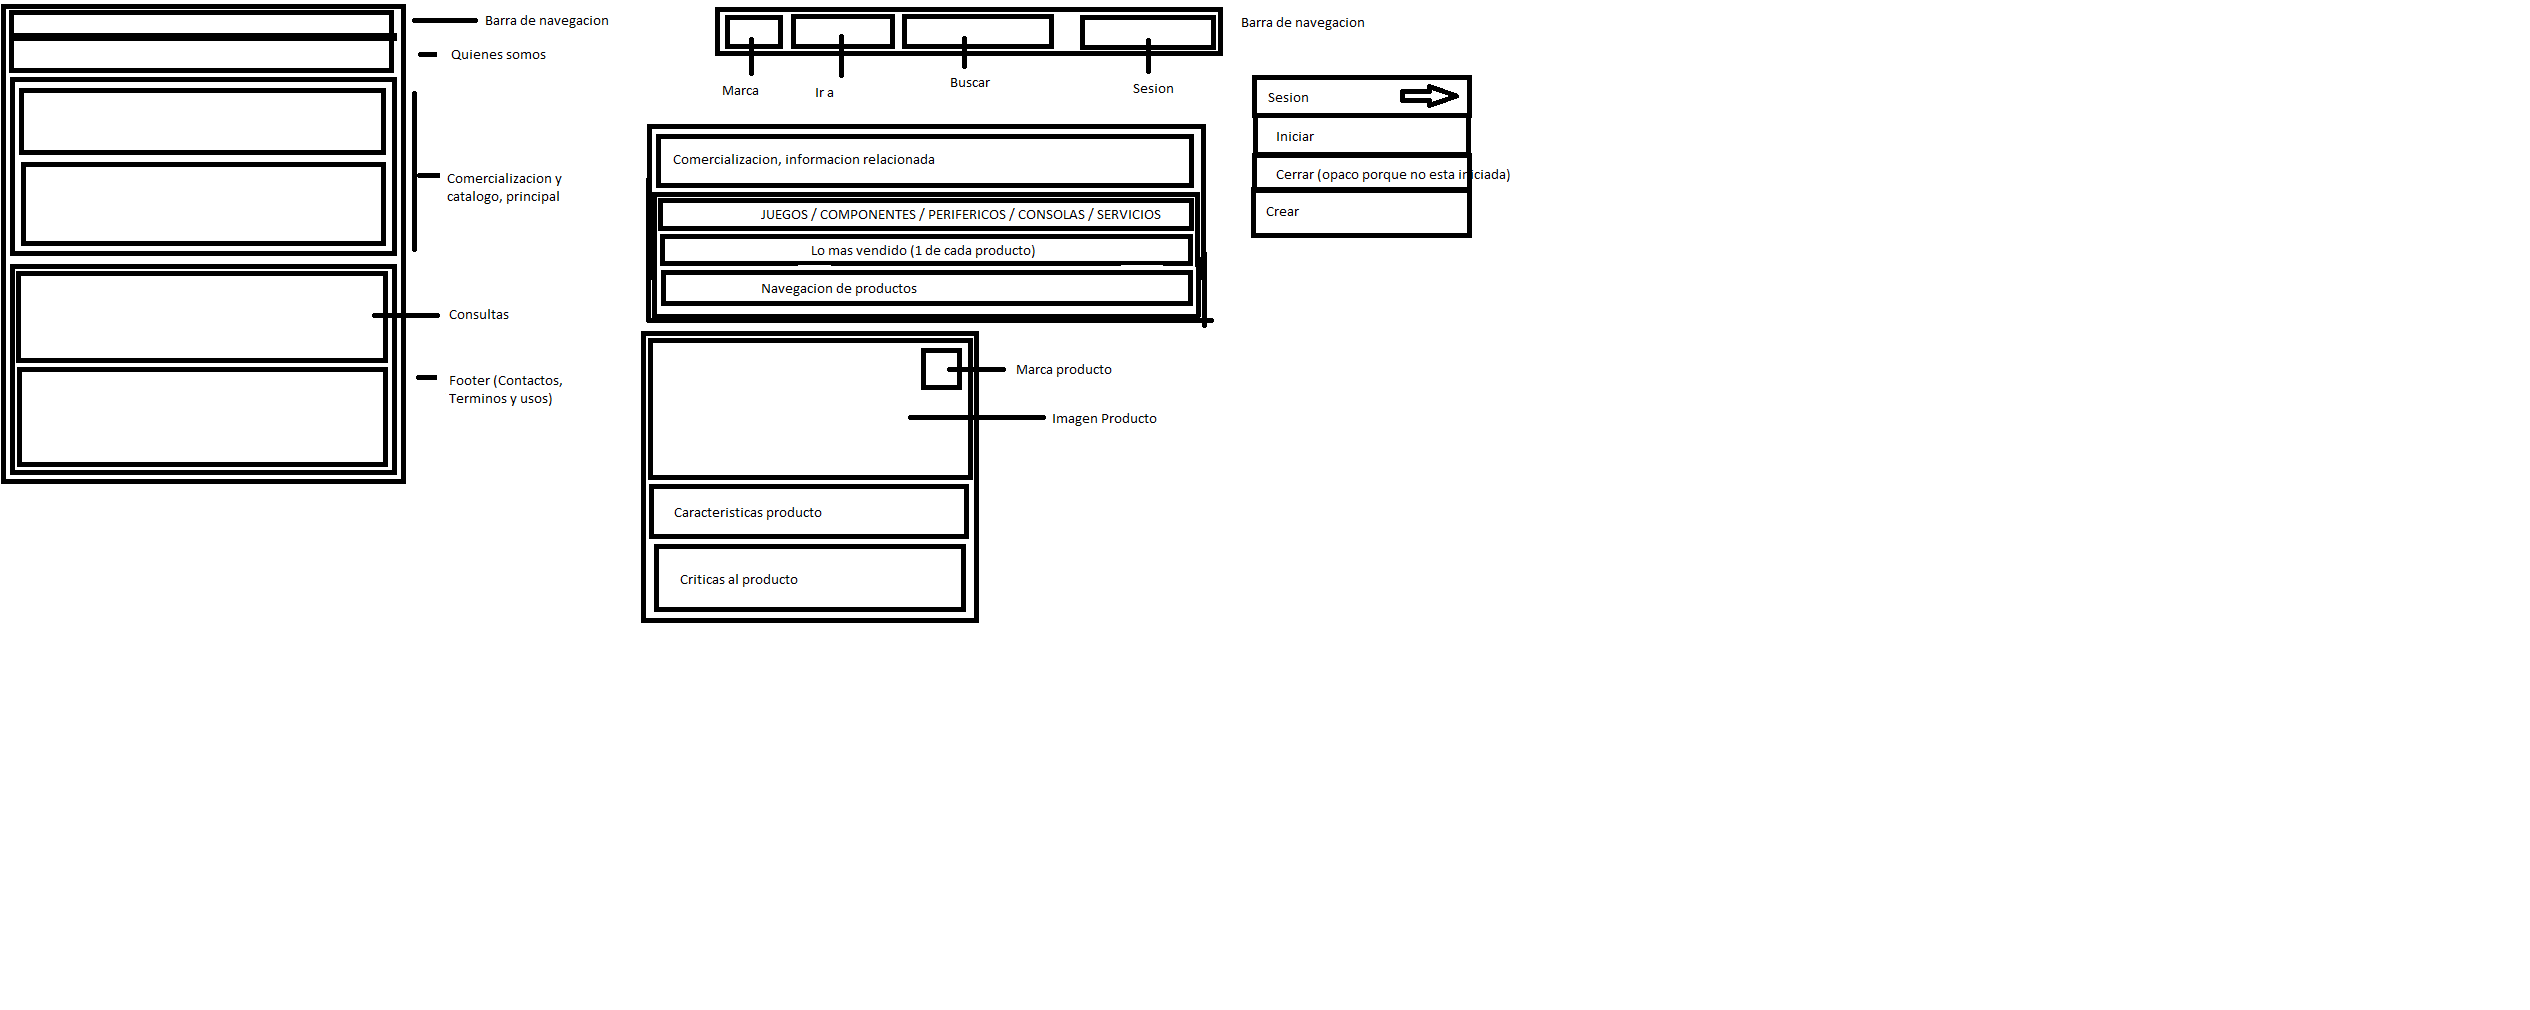 Barra de navegacion
Quienes somos
Comercializacion y
catalogo, principal
Consultas
Footer (Contactos,
Terminos y usos)
Barra de navegacion
Marca
Ir a
Buscar
Sesion
Comercializacion, informacion relacionada
JUEGOS / COMPONENTES / PERIFERICOS / CONSOLAS / SERVICIOS
Lo mas vendido (1 de cada producto)
Navegacion de productos
Marca producto
Imagen Producto
Caracteristicas producto
Criticas al producto
Sesion
Iniciar
Cerrar (opaco porque no esta iniciada)
Crear